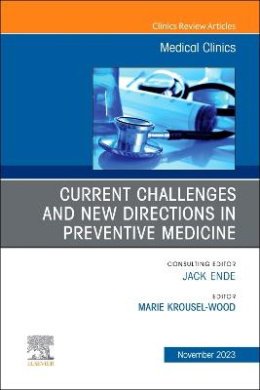 Clinics Review Articles
Medical Clinics
CURRENT CHALLENGES
AND NEW DIRECTIONS IN
PREVENTIVE MEDICINE
CONSULTING EDITOR
JACK ENDE
EDITOR
MARIE KROUSEL-WOOD
ELSEVIER
November 2023